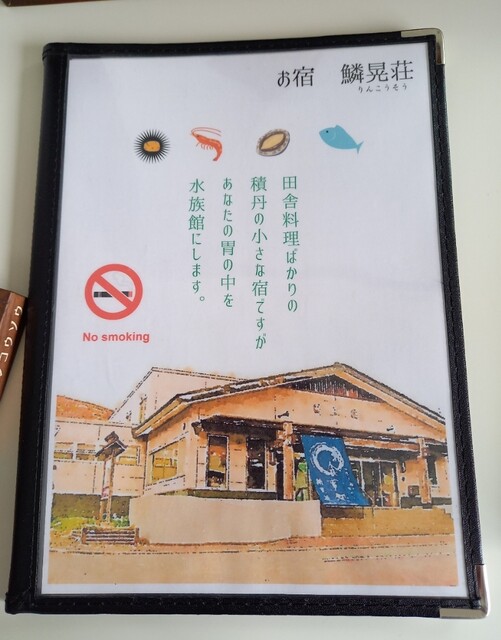 お宿 鱗晃荘
りんこうそう
田舎料理ばかりの
積丹の小さな宿ですが
あなたの胃の中を
水族館にします。
No smoking